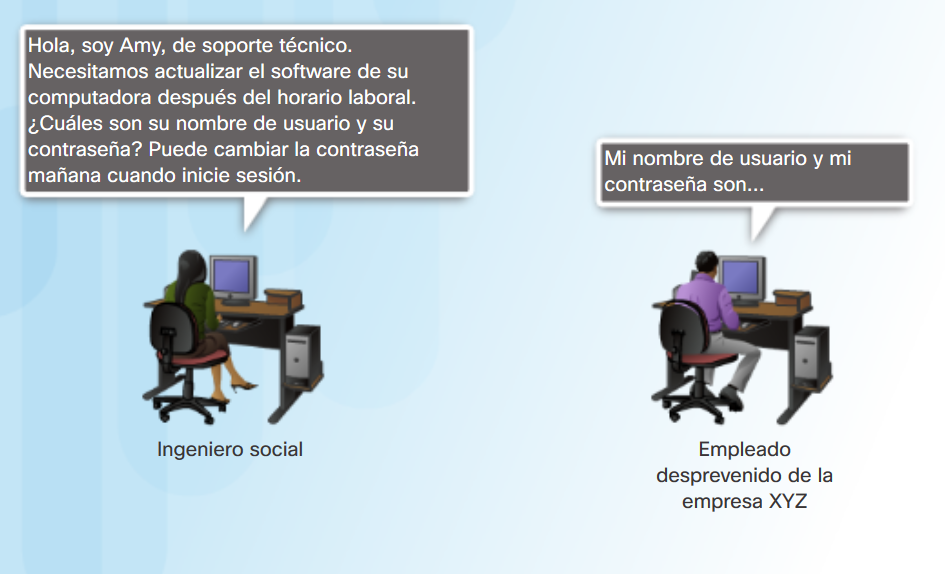 Hola, soy Amy, de soporte técnico.
Necesitamos actualizar el software de su
computadora después del horario laboral.
¿Cuáles son su nombre de usuario y su
contraseña? Puede cambiar la contraseña
mañana cuando inicie sesión.
Mi nombre de usuario y mi
contraseña son...
Ingeniero social
Empleado
desprevenido de la
empresa XYZ